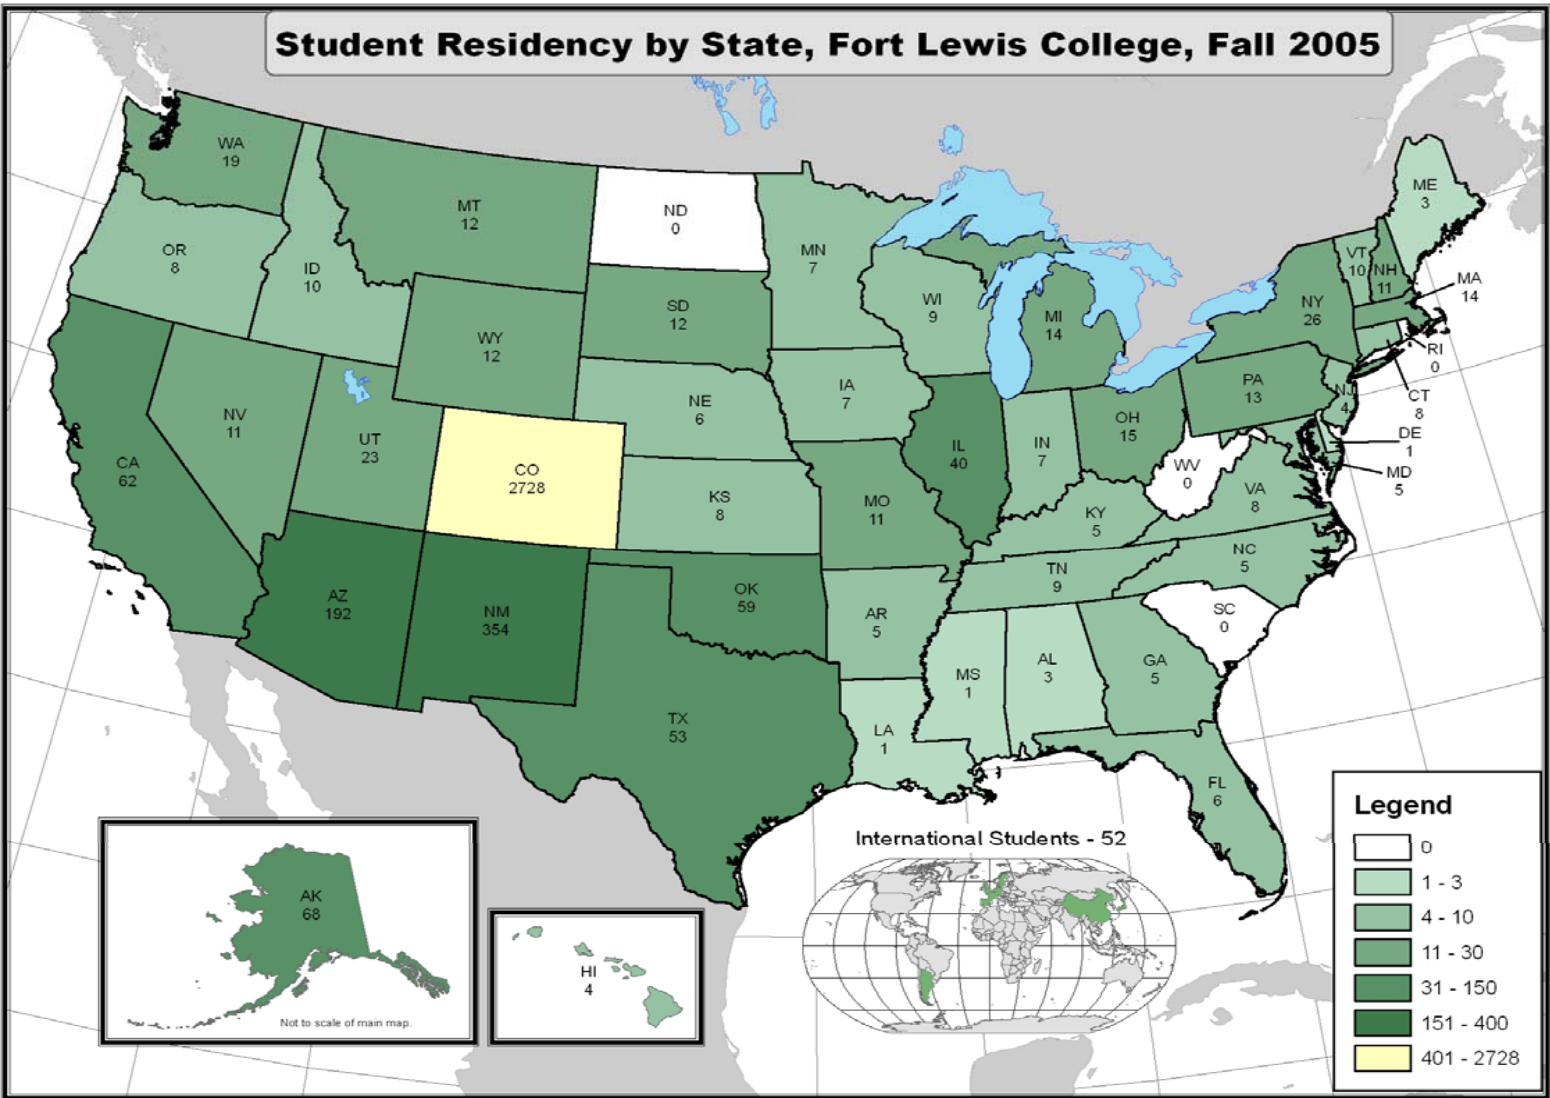 Student Residency by State, Fort Lewis College, Fall 2005
WA
19
MT
12
ND
0
MN
7
ME
3
OR
8
ID
10
VT
10
NH
11
MA
14
WI
9
SD
12
MI
14
NY
26
WY
12
RI
0
IA
7
PA
13
NE
6
NJ
4
CT
8
NV
11
UT
23
OH
15
IL
40
IN
7
DE
1
CA
62
CO
2728
WV
0
MD
5
KS
8
MO
11
VA
8
KY
5
NC
5
TN
9
AZ
192
NM
354
OK
59
AR
5
SC
0
MS
1
AL
3
GA
5
TX
53
LA
1
FL
6
AK
68
Not to scale of main map.
HI
4
International Students - 52
Legend
0
1 - 3
4 - 10
11 - 30
31 - 150
151 - 400
401 - 2728